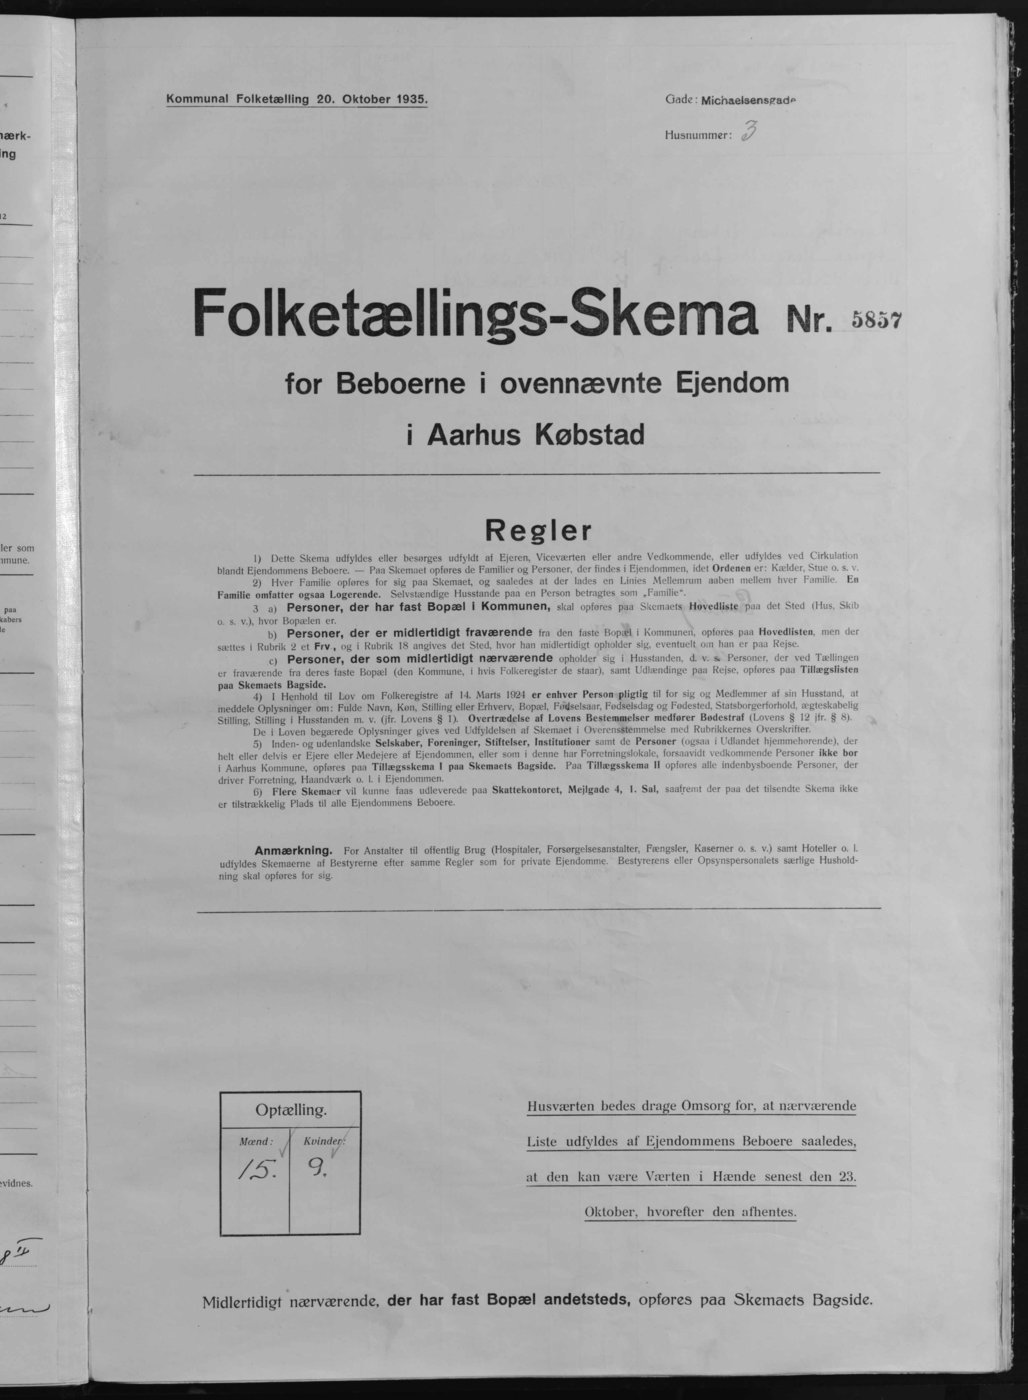 Kommunal Folketælling 20. Oktober 1935.
Gade: Michaelsensgade
Husnummer: 3
Folketællings-Skema Nr. 5857
for Beboerne i ovennævnte Ejendom
i Aarhus Købstad
Regler
1) Dette Skema udfyldes eller besørges udfyldt af Ejeren, Viceværten eller andre Vedkommende, eller udfyldes ved Cirkulation
blandt Ejendommens Beboere. — Paa Skemaet opføres de Familier og Personer, der findes i Ejendommen, idet Ordenen er: Kælder, Stue o. s. v.
2) Hver Familie opføres for sig paa Skemaet, og saaledes at der lades en Linies Mellemrum aaben mellem hver Familie. En
Familie omfatter ogsaa Logerende. Selvstændige Husstande paa en Person betragtes som „Familie“.
3 a) Personer, der har fast Bopæl i Kommunen, skal opføres paa Skemaets Hovedliste paa det Sted (Hus, Skib
o. s. v.), hvor Bopælen er.
b) Personer, der er midlertidigt fraværende fra den faste Bopæl i Kommunen, opføres paa Hovedlisten, men der
sættes i Rubrik 2 et Frv., og i Rubrik 18 angives det Sted, hvor han midlertidigt opholder sig, eventuelt om han er paa Rejse.
c) Personer, der som midlertidigt nærværende opholder sig i Husstanden, d. v. s. Personer, der ved Tællingen
er fraværende fra deres faste Bopæl (den Kommune, i hvis Folkeregister de staar), samt Udlændinge paa Rejse, opføres paa Tillægslisten
paa Skemaets Bagside.
4) I Henhold til Lov om Folkeregistre af 14. Marts 1924 er enhver Person pligtig til for sig og Medlemmer af sin Husstand, at
meddele Oplysninger om: Fulde Navn, Køn, Stilling eller Erhverv, Bopæl, Fødselsaar, Fødselsdag og Fødested, Statsborgerforhold, ægteskabelig
Stilling, Stilling i Husstanden m. v. (jfr. Lovens § 1). Overtrædelse af Lovens Bestemmelser medfører Bødestraf (Lovens § 12 jfr. § 8).
De i Loven begærede Oplysninger gives ved Udfyldelsen af Skemaet i Overensstemmelse med Rubrikkernes Overskrifter.
5) Inden- og udenlandske Selskaber, Foreninger, Stiftelser, Institutioner samt de Personer (ogsaa i Udlandet hjemmehørende), der
helt eller delvis er Ejere eller Medejere af Ejendommen, eller som i denne har Forretningslokale, forsaavidt vedkommende Personer ikke bor
i Aarhus Kommune, opføres paa Tillægsskema I paa Skemaets Bagside. Paa Tillægsskema II opføres alle indenbysboende Personer, der
driver Forretning, Haandværk o. l. i Ejendommen.
6) Flere Skemaer vil kunne faas udleverede paa Skattekontoret, Mejlgade 4, 1. Sal, saafremt der paa det tilsendte Skema ikke
er tilstrækkelig Plads til alle Ejendommens Beboere.
Anmærkning. For Anstalter til offentlig Brug (Hospitaler, Forsørgelsesanstalter, Fængsler, Kaserner o. s. v.) samt Hoteller o. l.
udfyldes Skemaerne af Bestyrerne efter samme Regler som for private Ejendomme. Bestyrerens eller Opsynspersonalets særlige Hushold-
ning skal opføres for sig.
Optælling.
Mænd: Kvinder:
15. 9.
Husværten bedes drage Omsorg for, at nærværende
Liste udfyldes af Ejendommens Beboere saaledes,
at den kan være Værten i Hænde senest den 23.
Oktober, hvorefter den afhentes.
Midlertidigt nærværende, der har fast Bopæl andetsteds, opføres paa Skemaets Bagside.